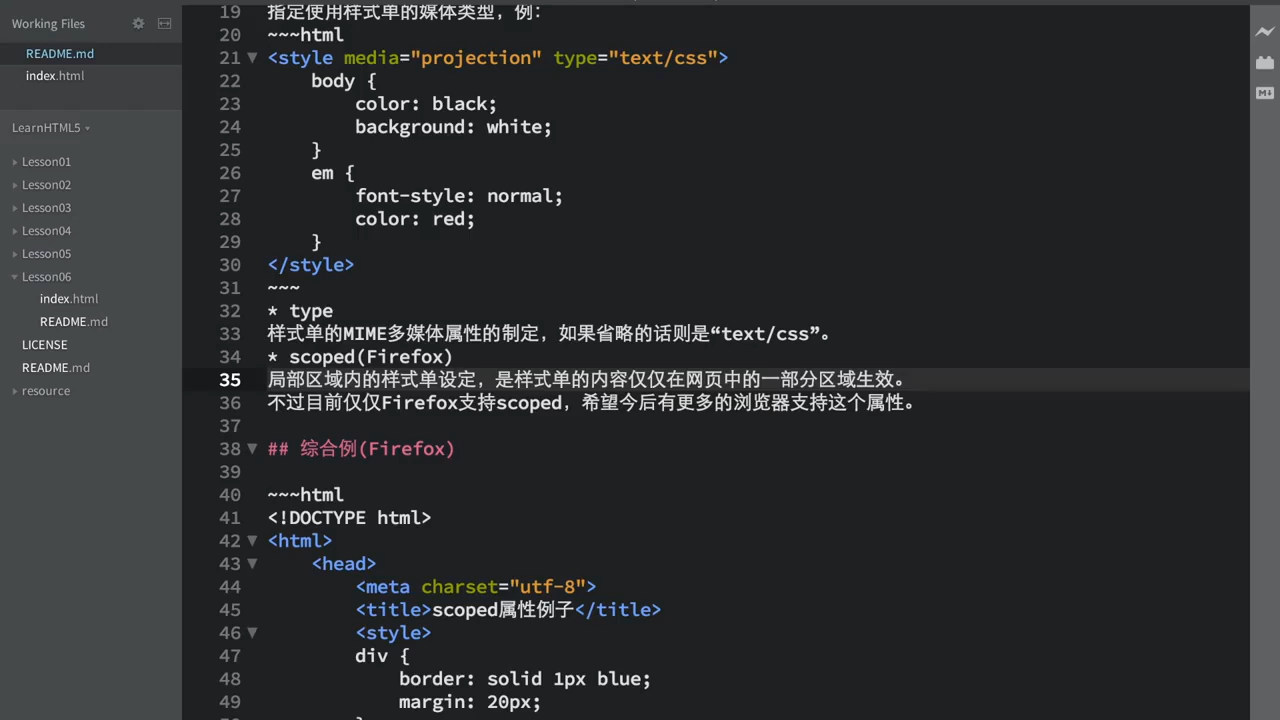 Working Files
README.md
index.html
LearnHTML5
Lesson01
Lesson02
Lesson03
Lesson04
Lesson05
Lesson06
index.html
README.md
LICENSE
README.md
resource
19 指定使用样式单的媒体类型，例：
20 ~~~html
21 <style media="projection" type="text/css">
22 body {
23 color: black;
24 background: white;
25 }
26 em {
27 font-style: normal;
28 color: red;
29 }
30 </style>
31 ~~~
32 * type
33 样式单的MIME多媒体属性的制定，如果省略的话则是“text/css”。
34 * scoped(Firefox)
35 局部区域内的样式单设定，是样式单的内容仅仅在网页中的一部分区域生效。
36 不过目前仅仅Firefox支持scoped，希望今后有更多的浏览器支持这个属性。
37
38 ## 综合例(Firefox)
39
40 ~~~html
41 <!DOCTYPE html>
42 <html>
43 <head>
44 <meta charset="utf-8">
45 <title>scoped属性例子</title>
46 <style>
47 div {
48 border: solid 1px blue;
49 margin: 20px;